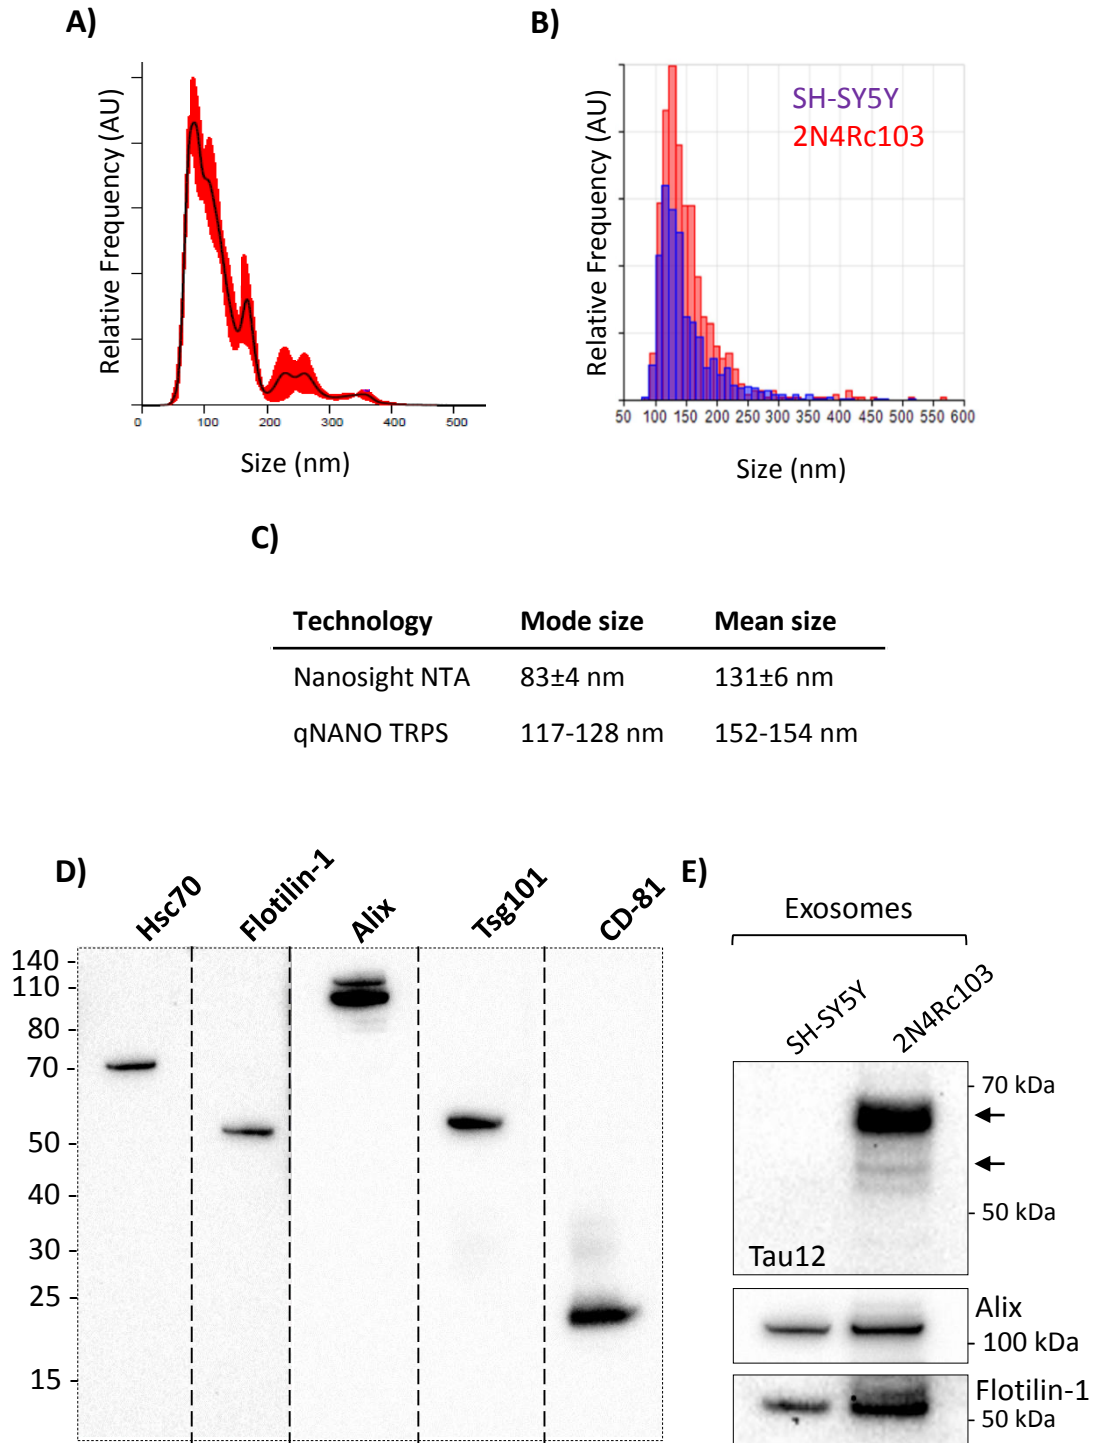 A)
Relative Frequency (AU)
0 100 200 300 400 500
Size (nm)
B)
SH-SY5Y
2N4Rc103
Relative Frequency (AU)
50 100 150 200 250 300 350 400 450 500 550 600
Size (nm)
C)
Technology Mode size Mean size
Nanosight NTA 83±4 nm 131±6 nm
qNANO TRPS 117-128 nm 152-154 nm
D)
Hsc70 Flotilin-1 Alix Tsg101 CD-81
140 -
110 -
80 -
70 -
50 -
40 -
30 -
25 -
15 -
E)
Exosomes
SH-SY5Y 2N4Rc103
- 70 kDa
- 50 kDa
Tau12
Alix
- 100 kDa
Flotilin-1
- 50 kDa